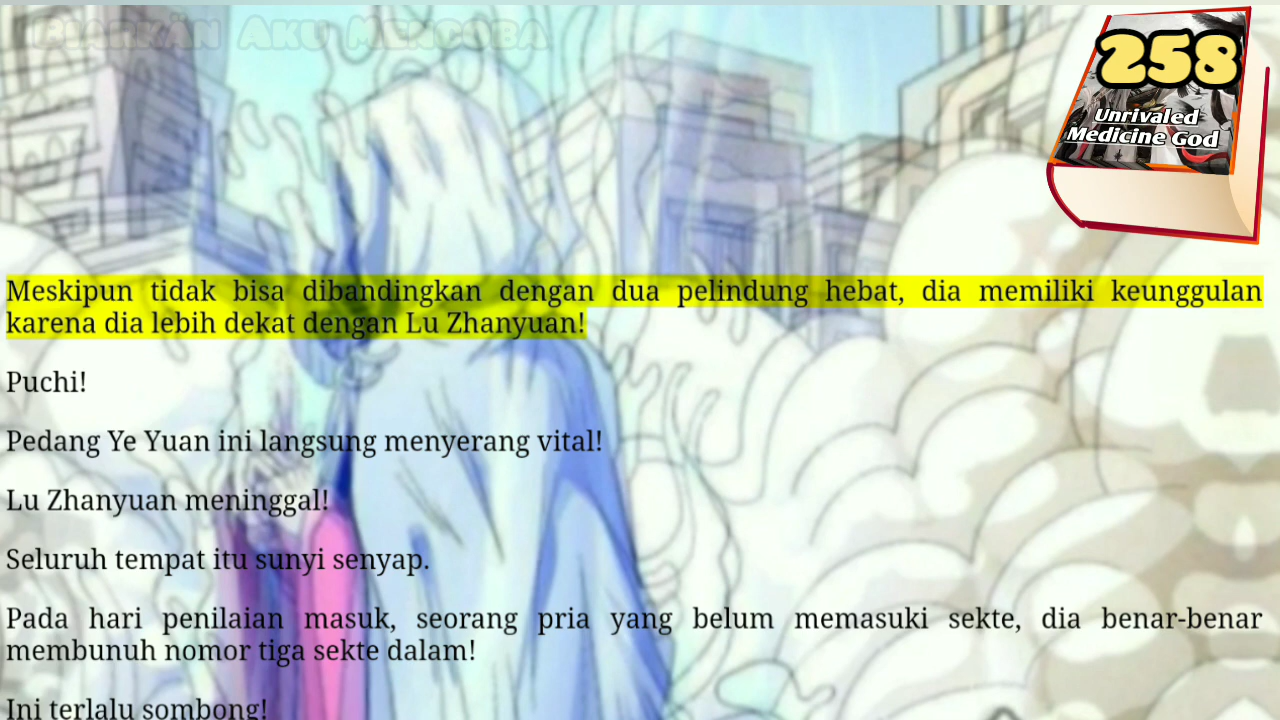 BIARKAN AKU MENCOBA
258
Unrivaled
Medicine God
Meskipun tidak bisa dibandingkan dengan dua pelindung hebat, dia memiliki keunggulan
karena dia lebih dekat dengan Lu Zhanyuan!
Puchi!
Pedang Ye Yuan ini langsung menyerang vital!
Lu Zhanyuan meninggal!
Seluruh tempat itu sunyi senyap.
Pada hari penilaian masuk, seorang pria yang belum memasuki sekte, dia benar-benar
membunuh nomor tiga sekte dalam!
Ini terlalu sombong!